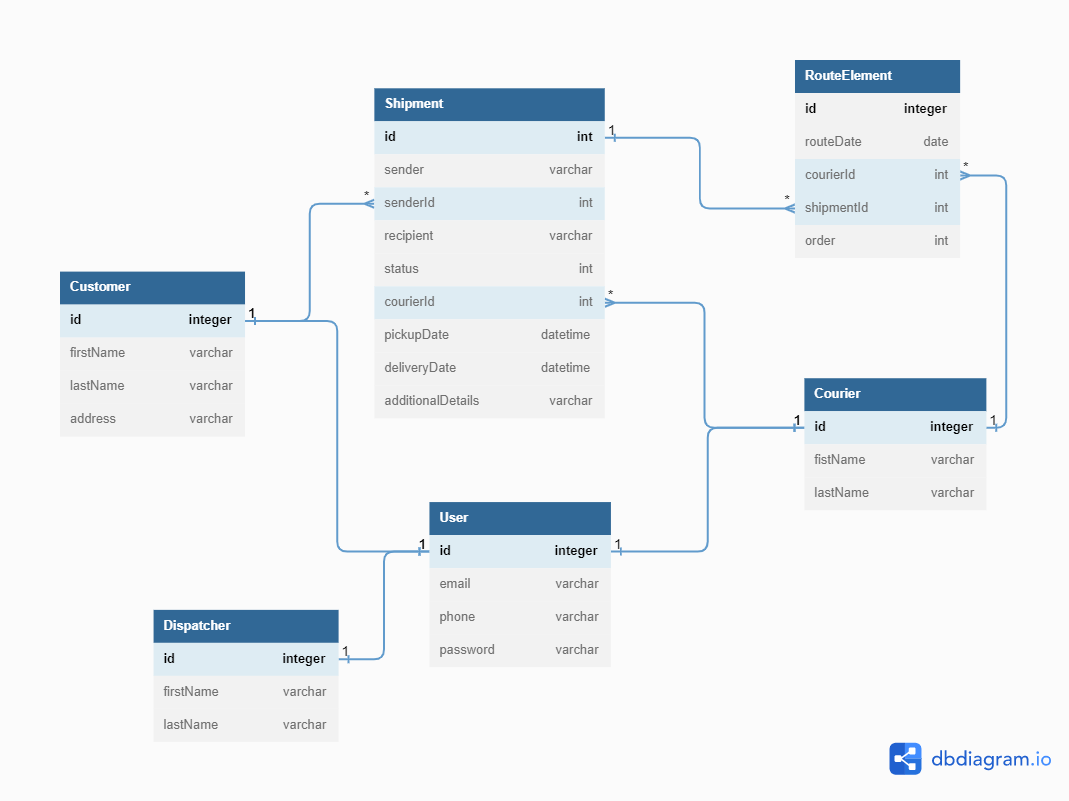 Shipment
id int
sender varchar
senderId int
recipient varchar
status int
courierId int
pickupDate datetime
deliveryDate datetime
additionalDetails varchar
1
*
*
RouteElement
id integer
routeDate date
courierId int
shipmentId int
order int
*
*
Customer
id integer
firstName varchar
lastName varchar
address varchar
1
Courier
id integer
fistName varchar
lastName varchar
1
1
User
id integer
email varchar
phone varchar
password varchar
1
1
Dispatcher
id integer
firstName varchar
lastName varchar
1
dbdiagram.io